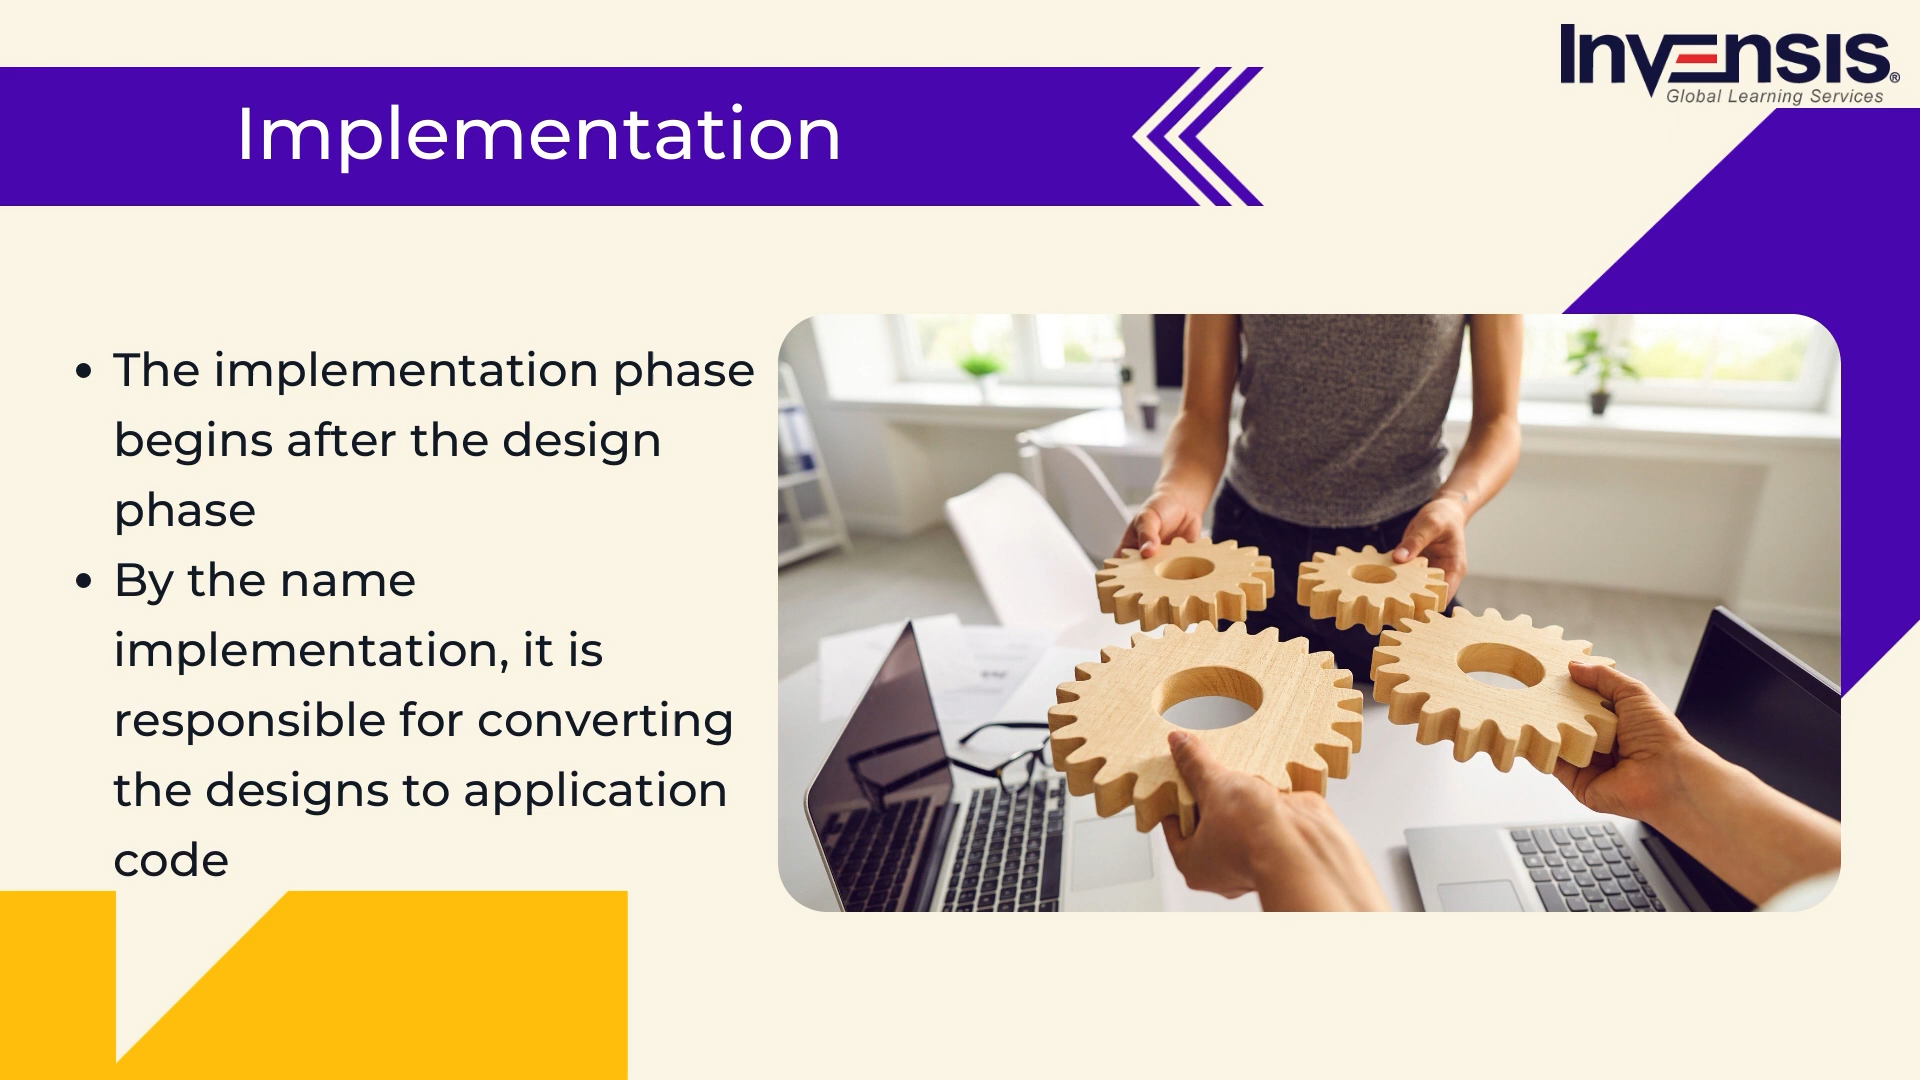 Invensis®
Global Learning Services
Implementation
• The implementation phase
begins after the design
phase
• By the name
implementation, it is
responsible for converting
the designs to application
code